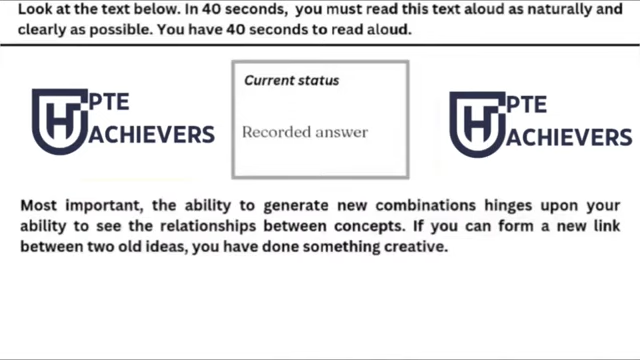 Look at the text below. In 40 seconds, you must read this text aloud as naturally and
clearly as possible. You have 40 seconds to read aloud.
PTE
ACHIEVERS
Current status
Recorded answer
PTE
ACHIEVERS
Most important, the ability to generate new combinations hinges upon your
ability to see the relationships between concepts. If you can form a new link
between two old ideas, you have done something creative.